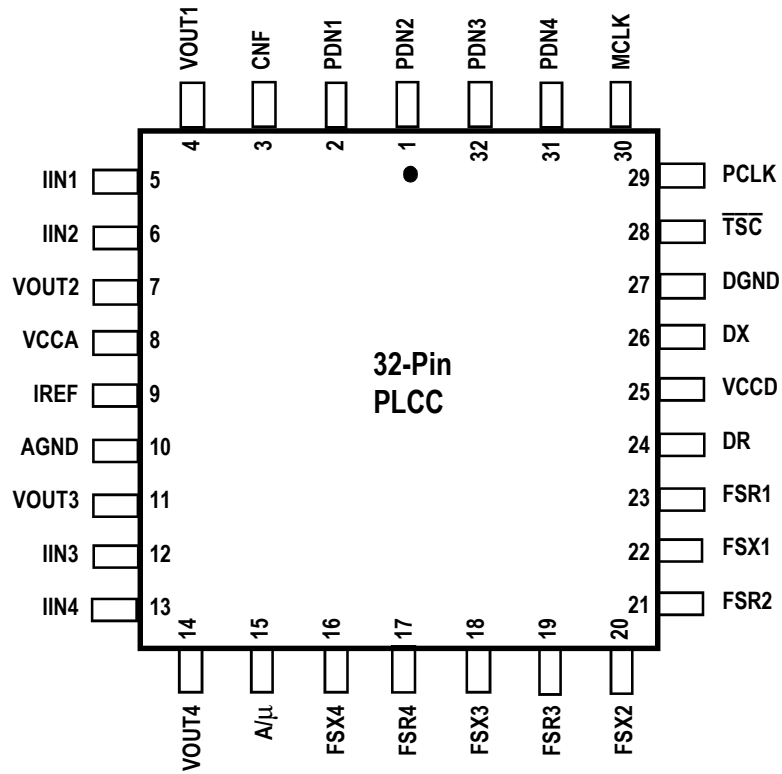 VOUT1
CNF
PDN1
PDN2
PDN3
PDN4
MCLK
4
3
2
1
32
31
30
IIN1 5
IIN2 6
VOUT2 7
VCCA 8
IREF 9
AGND 10
VOUT3 11
IIN3 12
IIN4 13
32-Pin
PLCC
29 PCLK
28 T̅S̅C̅
27 DGND
26 DX
25 VCCD
24 DR
23 FSR1
22 FSX1
21 FSR2
14
15
16
17
18
19
20
VOUT4
A/μ
FSX4
FSR4
FSX3
FSR3
FSX2